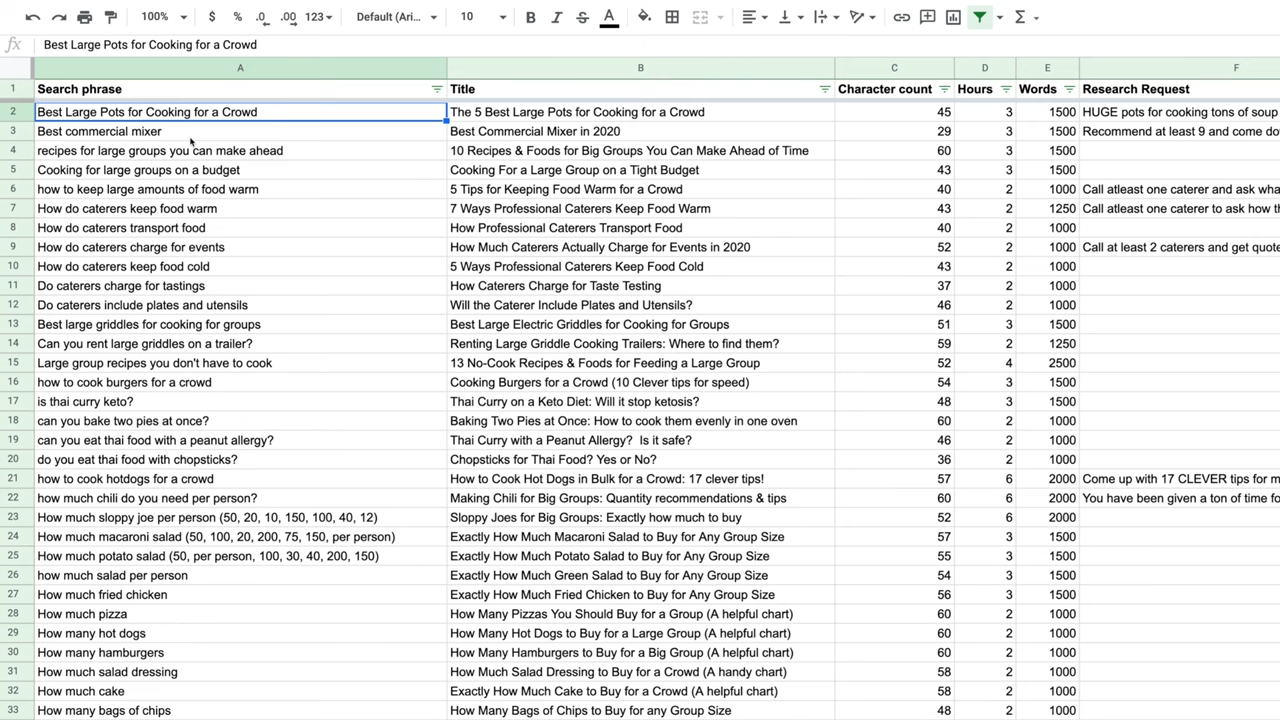 100% $ % .0 .00 123 Default (Ari... 10 B I S A Σ
fx Best Large Pots for Cooking for a Crowd
A B C D E F
1 Search phrase Title Character count Hours Words Research Request
2 Best Large Pots for Cooking for a Crowd The 5 Best Large Pots for Cooking for a Crowd 45 3 1500 HUGE pots for cooking tons of soup
3 Best commercial mixer Best Commercial Mixer in 2020 29 3 1500 Recommend at least 9 and come do
4 recipes for large groups you can make ahead 10 Recipes & Foods for Big Groups You Can Make Ahead of Time 60 3 1500
5 Cooking for large groups on a budget Cooking For a Large Group on a Tight Budget 43 3 1500
6 how to keep large amounts of food warm 5 Tips for Keeping Food Warm for a Crowd 40 2 1000 Call atleast one caterer and ask wha
7 How do caterers keep food warm 7 Ways Professional Caterers Keep Food Warm 43 2 1250 Call atleast one caterer to ask how th
8 How do caterers transport food How Professional Caterers Transport Food 40 2 1000
9 How do caterers charge for events How Much Caterers Actually Charge for Events in 2020 52 2 1000 Call at least 2 caterers and get quote
10 How do caterers keep food cold 5 Ways Professional Caterers Keep Food Cold 43 2 1000
11 Do caterers charge for tastings How Caterers Charge for Taste Testing 37 2 1000
12 Do caterers include plates and utensils Will the Caterer Include Plates and Utensils? 46 2 1000
13 Best large griddles for cooking for groups Best Large Electric Griddles for Cooking for Groups 51 3 1500
14 Can you rent large griddles on a trailer? Renting Large Griddle Cooking Trailers: Where to find them? 59 2 1250
15 Large group recipes you don't have to cook 13 No-Cook Recipes & Foods for Feeding a Large Group 52 4 2500
16 how to cook burgers for a crowd Cooking Burgers for a Crowd (10 Clever tips for speed) 54 3 1500
17 is thai curry keto? Thai Curry on a Keto Diet: Will it stop ketosis? 48 3 1500
18 can you bake two pies at once? Baking Two Pies at Once: How to cook them evenly in one oven 60 2 1000
19 can you eat thai food with a peanut allergy? Thai Curry with a Peanut Allergy? Is it safe? 46 2 1000
20 do you eat thai food with chopsticks? Chopsticks for Thai Food? Yes or No? 36 2 1000
21 how to cook hotdogs for a crowd How to Cook Hot Dogs in Bulk for a Crowd: 17 clever tips! 57 6 2000 Come up with 17 CLEVER tips for m
22 how much chili do you need per person? Making Chili for Big Groups: Quantity recommendations & tips 60 6 2000 You have been given a ton of time fo
23 How much sloppy joe per person (50, 20, 10, 150, 100, 40, 12) Sloppy Joes for Big Groups: Exactly how much to buy 52 6 2000
24 How much macaroni salad (50, 100, 20, 200, 75, 150, per person) Exactly How Much Macaroni Salad to Buy for Any Group Size 57 3 1500
25 How much potato salad (50, per person, 100, 30, 40, 200, 150) Exactly How Much Potato Salad to Buy for Any Group Size 55 3 1500
26 how much salad per person Exactly How Much Green Salad to Buy for Any Group Size 54 3 1500
27 How much fried chicken Exactly How Much Fried Chicken to Buy for Any Group Size 56 3 1500
28 How much pizza How Many Pizzas You Should Buy for a Group (A helpful chart) 60 2 1000
29 How many hot dogs How Many Hot Dogs to Buy for a Large Group (A helpful chart) 60 2 1000
30 How many hamburgers How Many Hamburgers to Buy for a Big Group (A helpful chart) 60 2 1000
31 How much salad dressing How Much Salad Dressing to Buy for a Crowd (A handy chart) 58 2 1000
32 How much cake Exactly How Much Cake to Buy for a Crowd (A helpful chart) 58 2 1000
33 How many bags of chips How Many Bags of Chips to Buy for any Group Size 48 2 1000